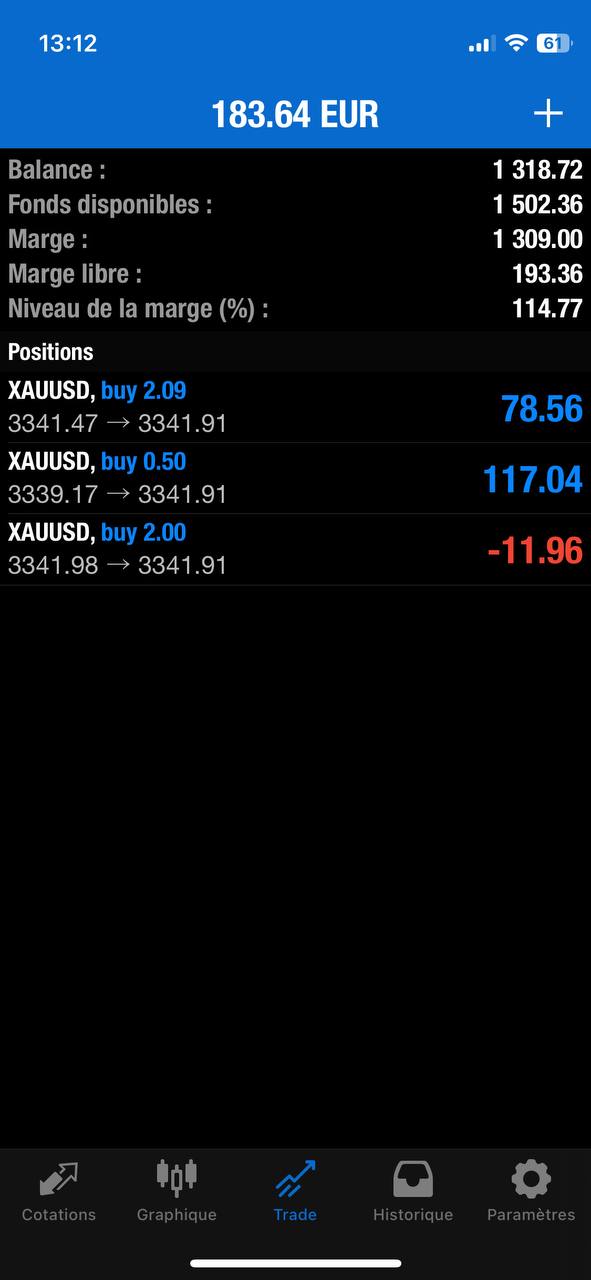 13:12
61
183.64 EUR
Balance : 1 318.72
Fonds disponibles : 1 502.36
Marge : 1 309.00
Marge libre : 193.36
Niveau de la marge (%) : 114.77
Positions
XAUUSD, buy 2.09
3341.47 → 3341.91
78.56
XAUUSD, buy 0.50
3339.17 → 3341.91
117.04
XAUUSD, buy 2.00
3341.98 → 3341.91
-11.96
Cotations
Graphique
Trade
Historique
Paramètres